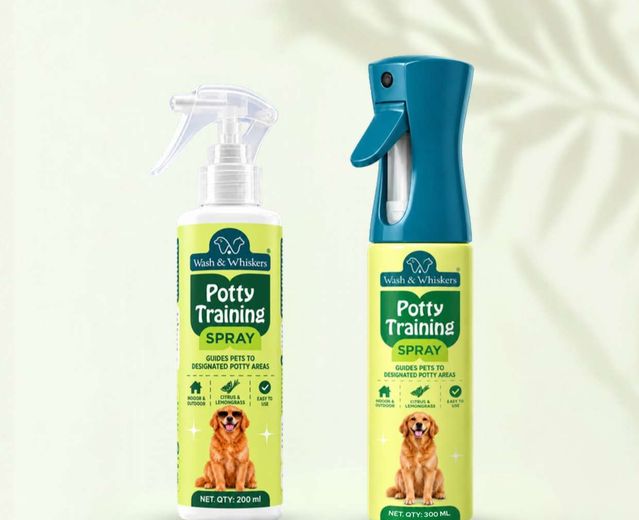 Wash & Whiskers
Potty
Training
SPRAY
GUIDES PETS TO
DESIGNATED POTTY AREAS
INDOOR &
OUTDOOR
CITRUS &
LEMONGRASS
EASY TO
USE
NET. QTY: 200 ml
Wash & Whiskers
Potty
Training
SPRAY
GUIDES PETS TO
DESIGNATED POTTY AREAS
INDOOR &
OUTDOOR
CITRUS &
LEMONGRASS
EASY TO
USE
NET. QTY: 300 ML